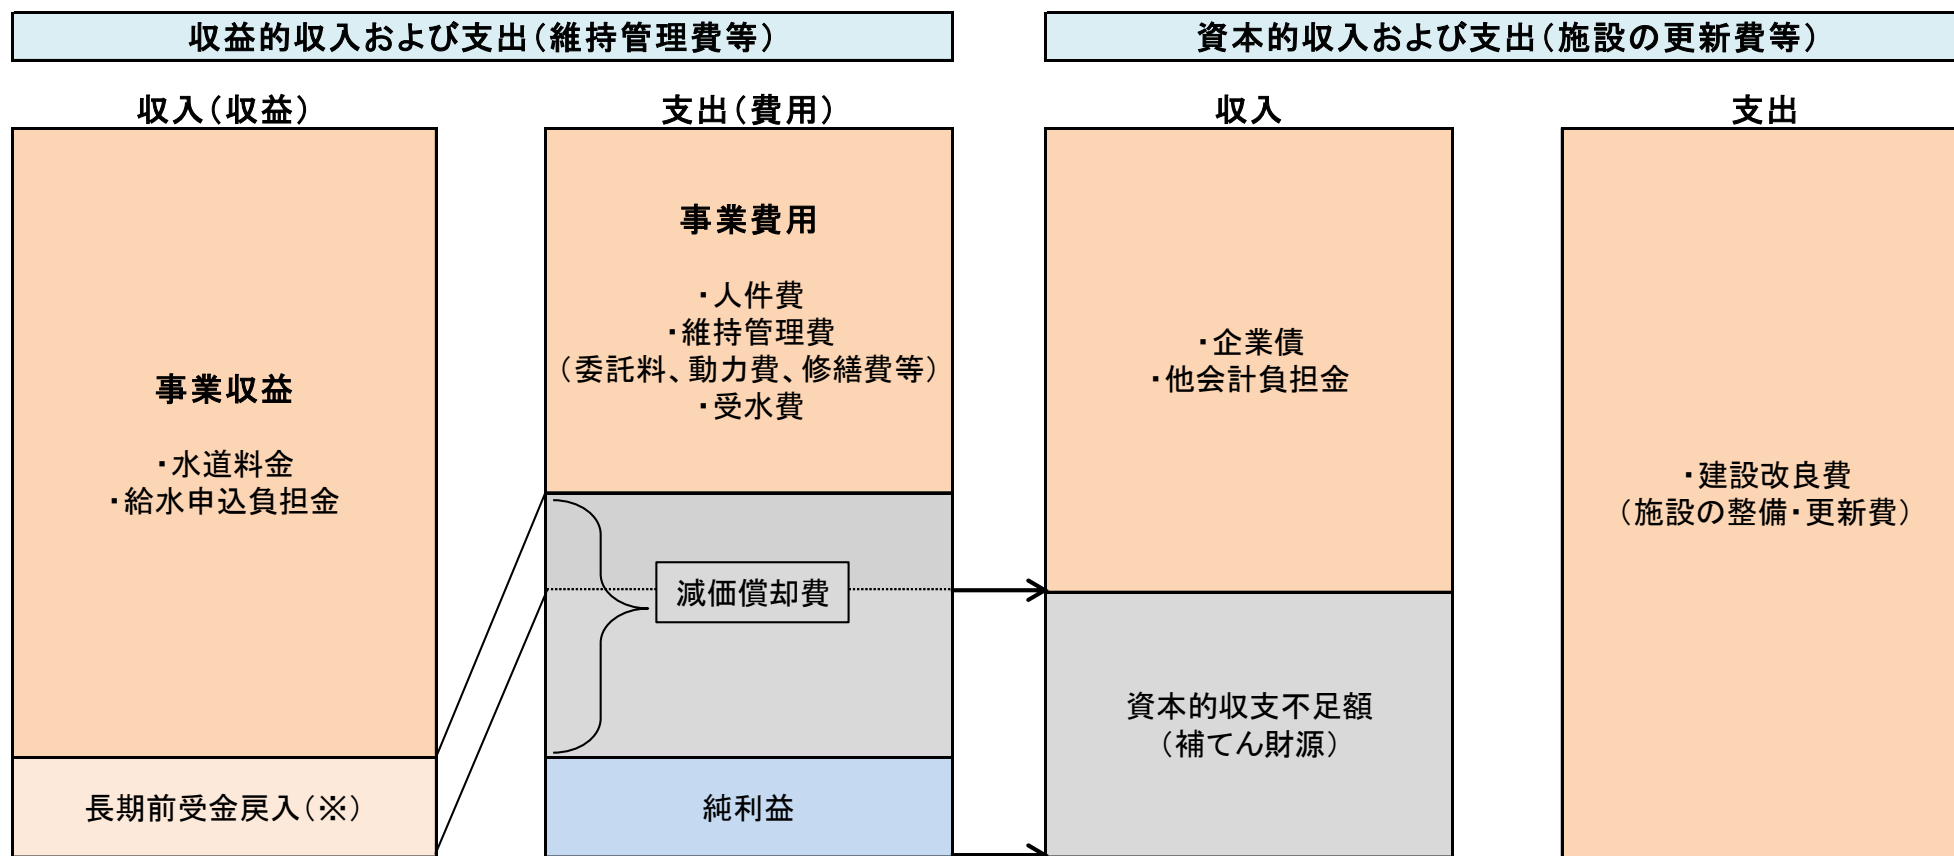 収益的収入および支出（維持管理費等）
資本的収入および支出（施設の更新費等）
収入（収益）
支出（費用）
収入
支出
事業収益
・水道料金
・給水申込負担金
長期前受金戻入（※）
事業費用
・人件費
・維持管理費
（委託料、動力費、修繕費等）
・受水費
減価償却費
純利益
・企業債
・他会計負担金
資本的収支不足額
（補てん財源）
・建設改良費
（施設の整備・更新費）